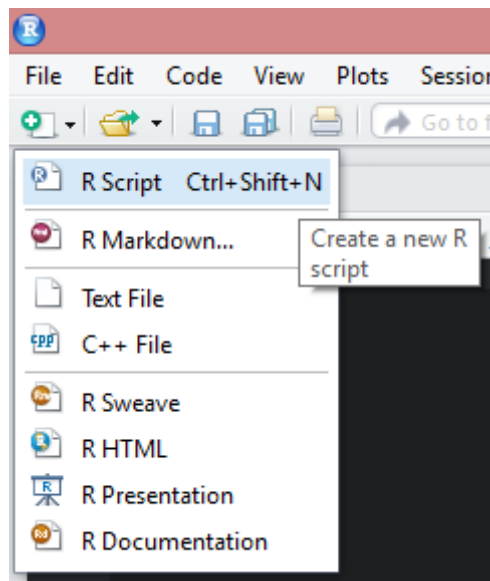 R
File Edit Code View Plots Session
Go to f
R Script Ctrl+Shift+N
R Markdown...
Create a new R
script
Text File
C++ File
R Sweave
R HTML
R Presentation
R Documentation